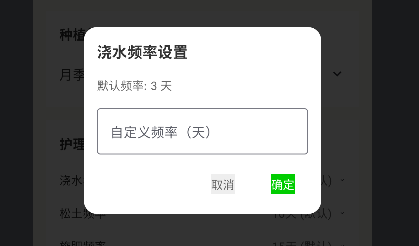 种植
浇水频率设置
月季
默认频率: 3 天
自定义频率（天）
护理
取消
确定
浇水
松土频率